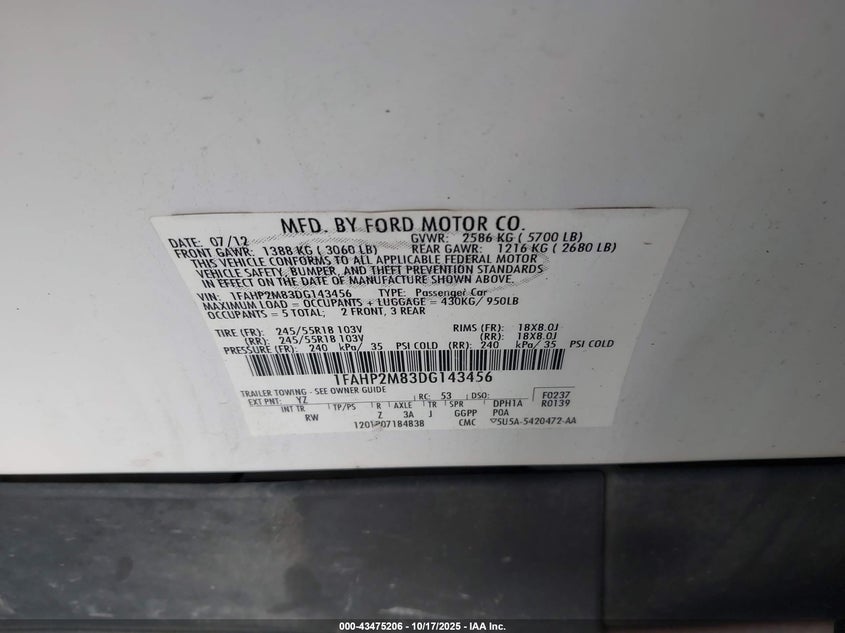 MFD. BY FORD MOTOR CO.
DATE: 07/12 GVWR: 2586 KG ( 5700 LB)
FRONT GAWR: 1388 KG ( 3060 LB) REAR GAWR: 1216 KG ( 2680 LB)
THIS VEHICLE CONFORMS TO ALL APPLICABLE FEDERAL MOTOR
VEHICLE SAFETY, BUMPER, AND THEFT PREVENTION STANDARDS
IN EFFECT ON THE DATE OF MANUFACTURE SHOWN ABOVE.
VIN: 1FAHP2M83DG143456 TYPE: Passenger Car
MAXIMUM LOAD = OCCUPANTS + LUGGAGE = 430KG/ 950LB
OCCUPANTS = 5 TOTAL; 2 FRONT, 3 REAR
TIRE (FR): 245/55R18 103V RIMS (FR): 18X8.0J
(RR): 245/55R18 103V (RR): 18X8.0J
PRESSURE (FR): 240 kPa/ 35 PSI COLD (RR): 240 kPa/ 35 PSI COLD
1FAHP2M83DG143456
TRAILER TOWING - SEE OWNER GUIDE
EXT PNT: YZ RC: 53 DSO: F0237
INT TR TP/PS R AXLE TR SPR DPH1A R0139
RW Z 3A J GGPP POA
CMC 5U5A-5420472-AA
000-43475206 - 10/17/2025 - IAA Inc.